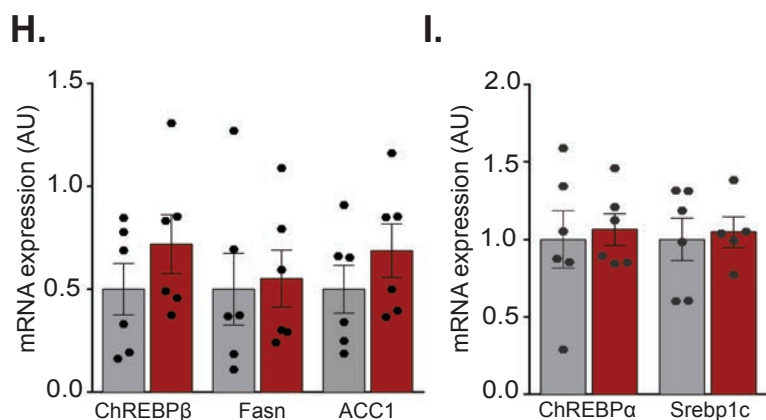 H.
mRNA expression (AU)
1.5
1.0
0.5
0.0
ChREBPβ Fasn ACC1
I.
mRNA expression (AU)
2.0
1.5
1.0
0.5
0.0
ChREBPα Srebp1c